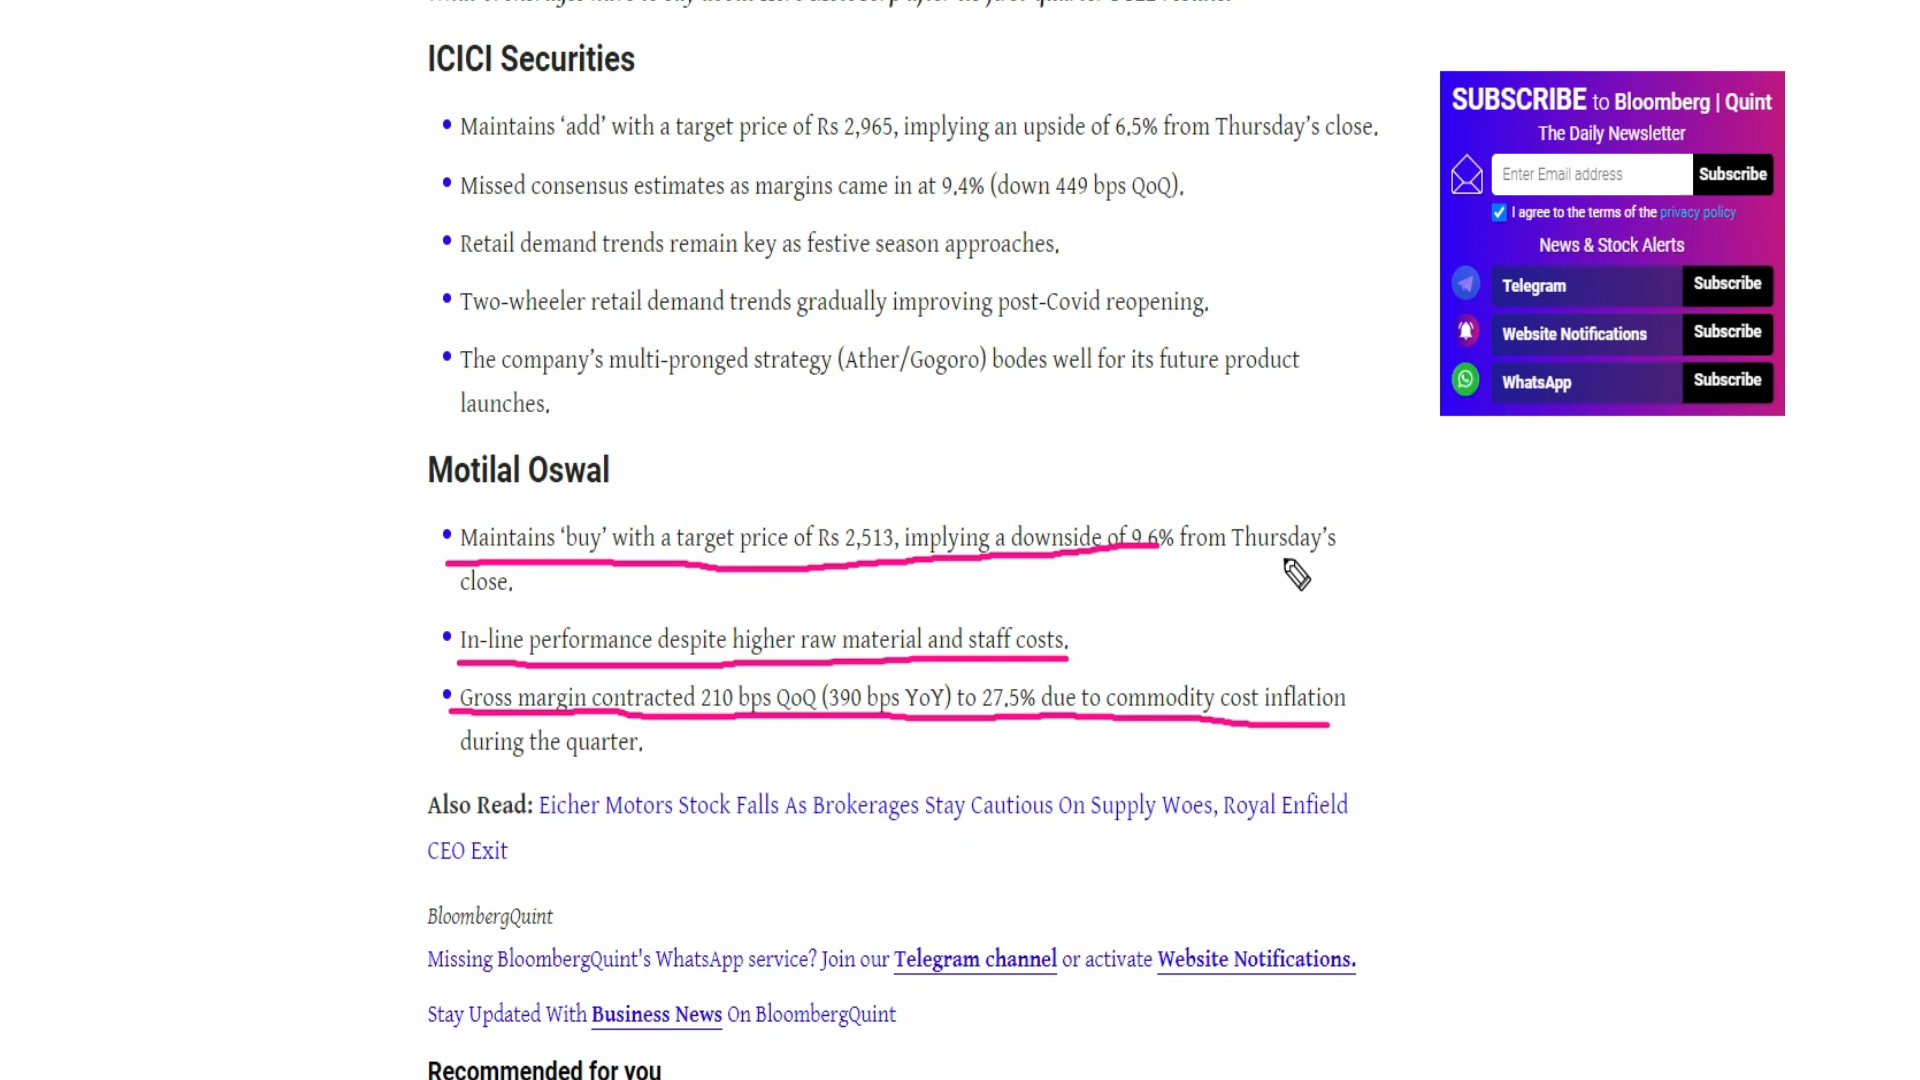 ICICI Securities
Maintains ‘add’ with a target price of Rs 2,965, implying an upside of 6.5% from Thursday’s close.
Missed consensus estimates as margins came in at 9.4% (down 449 bps QoQ).
Retail demand trends remain key as festive season approaches.
Two-wheeler retail demand trends gradually improving post-Covid reopening.
The company’s multi-pronged strategy (Ather/Gogoro) bodes well for its future product
launches.
Motilal Oswal
Maintains ‘buy’ with a target price of Rs 2,513, implying a downside of 9.6% from Thursday’s
close.
In-line performance despite higher raw material and staff costs.
Gross margin contracted 210 bps QoQ (390 bps YoY) to 27.5% due to commodity cost inflation
during the quarter.
Also Read: Eicher Motors Stock Falls As Brokerages Stay Cautious On Supply Woes, Royal Enfield
CEO Exit
BloombergQuint
Missing BloombergQuint's WhatsApp service? Join our Telegram channel or activate Website Notifications.
Stay Updated With Business News On BloombergQuint
Recommended for you
SUBSCRIBE to Bloomberg | Quint
The Daily Newsletter
Enter Email address Subscribe
I agree to the terms of the privacy policy
News & Stock Alerts
Telegram Subscribe
Website Notifications Subscribe
WhatsApp Subscribe